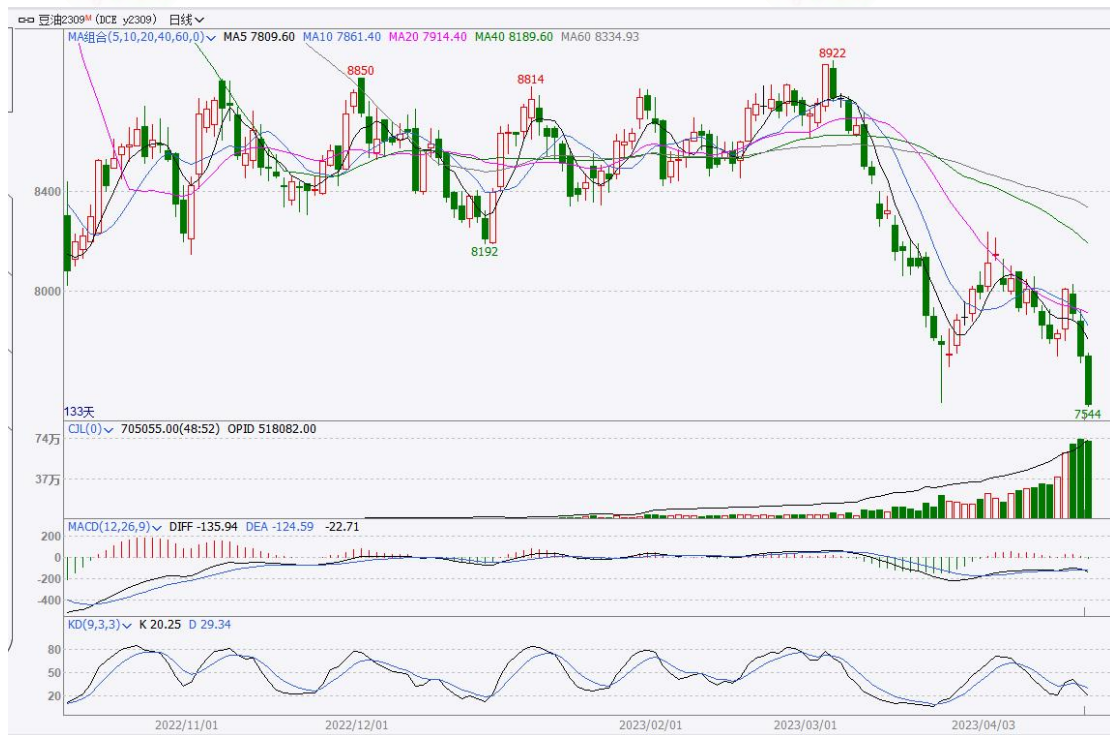 豆油2309M (DCE y2309) 日线
MA组合(5,10,20,40,60,0) MA5 7809.60 MA10 7861.40 MA20 7914.40 MA40 8189.60 MA60 8334.93
8922
8850
8814
8400
8192
8000
133天
7544
CJL(0) 705055.00(48:52) OPID 518082.00
74万
37万
MACD(12,26,9) DIFF -135.94 DEA -124.59 -22.71
200
0
-200
-400
KD(9,3,3) K 20.25 D 29.34
80
50
20
2022/11/01 2022/12/01 2023/02/01 2023/03/01 2023/04/03